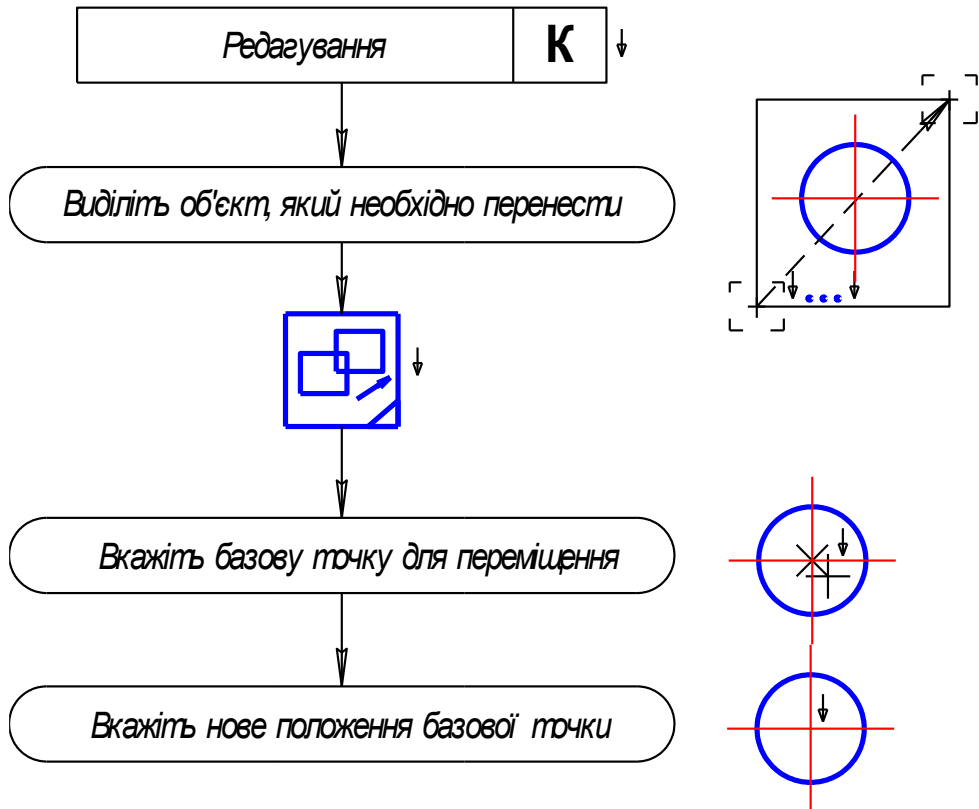 Редагування К
Виділіть об'єкт, який необхідно перенести
Вкажіть базову точку для переміщення
Вкажіть нове положення базової точки